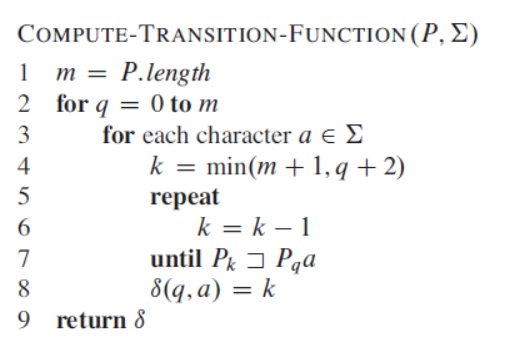 COMPUTE-TRANSITION-FUNCTION(P, Σ)
1 m = P.length
2 for q = 0 to m
3 for each character a ∈ Σ
4 k = min(m + 1, q + 2)
5 repeat
6 k = k − 1
7 until Pₖ ⊐ P_qa
8 δ(q, a) = k
9 return δ